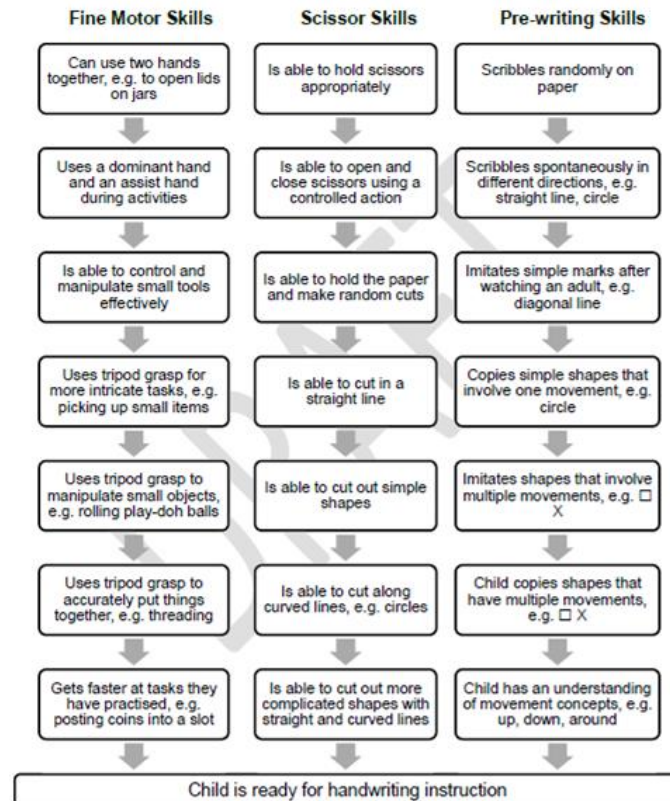 Fine Motor Skills
Can use two hands
together, e.g. to open lids
on jars
Uses a dominant hand
and an assist hand
during activities
Is able to control and
manipulate small tools
effectively
Uses tripod grasp for
more intricate tasks, e.g.
picking up small items
Uses tripod grasp to
manipulate small objects,
e.g. rolling play-doh balls
Uses tripod grasp to
accurately put things
together, e.g. threading
Gets faster at tasks they
have practised, e.g.
posting coins into a slot
Scissor Skills
Is able to hold scissors
appropriately
Is able to open and
close scissors using a
controlled action
Is able to hold the paper
and make random cuts
Is able to cut in a
straight line
Is able to cut out simple
shapes
Is able to cut along
curved lines, e.g. circles
Is able to cut out more
complicated shapes with
straight and curved lines
Pre-writing Skills
Scribbles randomly on
paper
Scribbles spontaneously in
different directions, e.g.
straight line, circle
Imitates simple marks after
watching an adult, e.g.
diagonal line
Copies simple shapes that
involve one movement, e.g.
circle
Imitates shapes that involve
multiple movements, e.g. □
X
Child copies shapes that
have multiple movements,
e.g. □ X
Child has an understanding
of movement concepts, e.g.
up, down, around
Child is ready for handwriting instruction
DRAFT